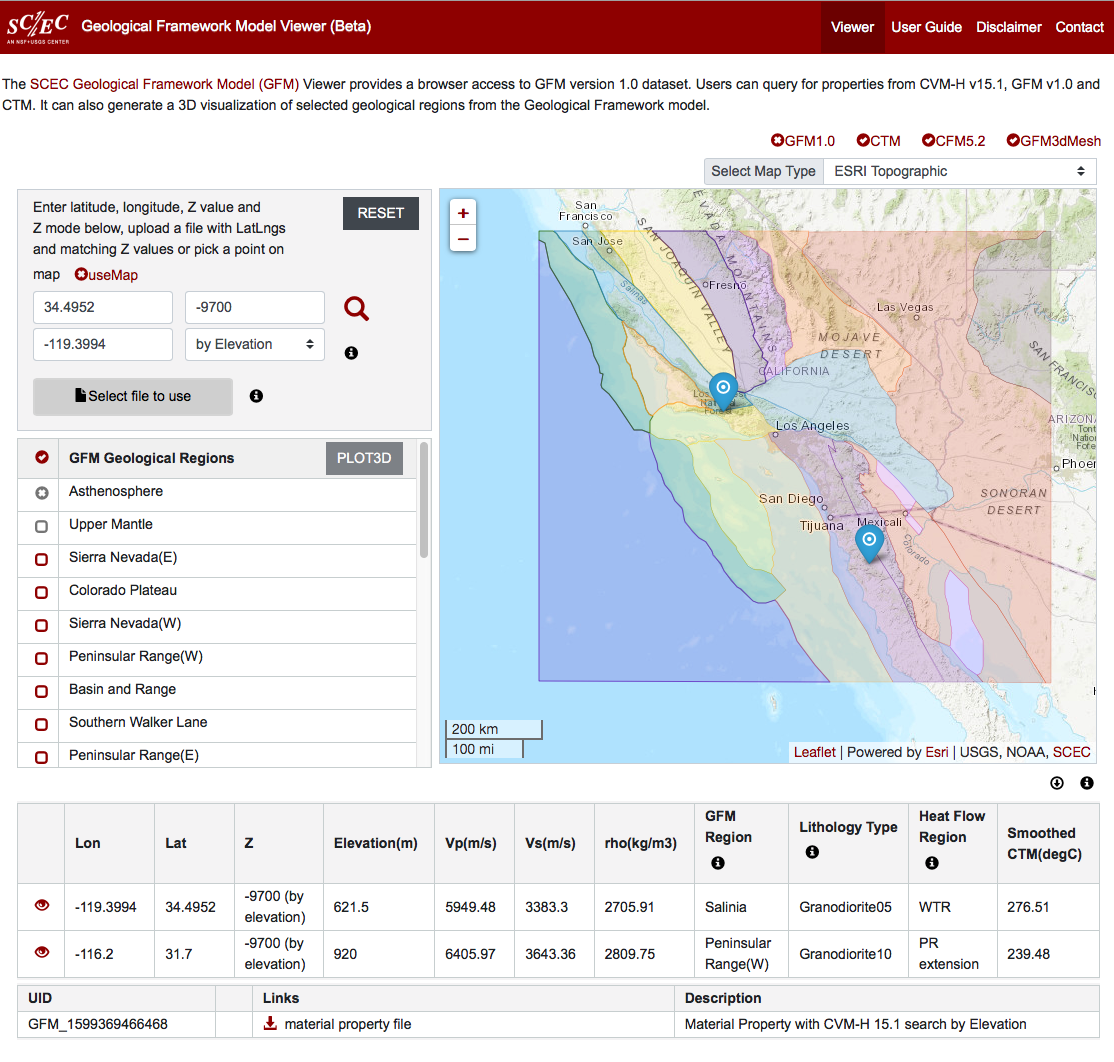 SC/EC
AN NSF+USGS CENTER
Geological Framework Model Viewer (Beta)
Viewer User Guide Disclaimer Contact
The SCEC Geological Framework Model (GFM) Viewer provides a browser access to GFM version 1.0 dataset. Users can query for properties from CVM-H v15.1, GFM v1.0 and
CTM. It can also generate a 3D visualization of selected geological regions from the Geological Framework model.
GFM1.0 CTM CFM5.2 GFM3dMesh
Select Map Type ESRI Topographic
Enter latitude, longitude, Z value and
Z mode below, upload a file with LatLngs
and matching Z values or pick a point on
map useMap
RESET
34.4952 -9700
-119.3994 by Elevation
Select file to use
GFM Geological Regions PLOT3D
Asthenosphere
Upper Mantle
Sierra Nevada(E)
Colorado Plateau
Sierra Nevada(W)
Peninsular Range(W)
Basin and Range
Southern Walker Lane
Peninsular Range(E)
+
−
San
Francisco
San Jose
SAN JOAQUIN VALLEY
Salinas
Fresno
Las Vegas
MOJAVE
DESERT
CALIFORNIA
SAN FRANCISC
ARIZON
Phoen
Los Angeles
San Diego
Tijuana
Mexicali
Colorado
SONORAN
DESERT
200 km
100 mi
Leaflet | Powered by Esri | USGS, NOAA, SCEC
Lon Lat Z Elevation(m) Vp(m/s) Vs(m/s) rho(kg/m3) GFM Region Lithology Type Heat Flow Region Smoothed CTM(degC)
-119.3994 34.4952 -9700 (by elevation) 621.5 5949.48 3383.3 2705.91 Salinia Granodiorite05 WTR 276.51
-116.2 31.7 -9700 (by elevation) 920 6405.97 3643.36 2809.75 Peninsular Range(W) Granodiorite10 PR extension 239.48
UID Links Description
GFM_1599369466468 material property file Material Property with CVM-H 15.1 search by Elevation